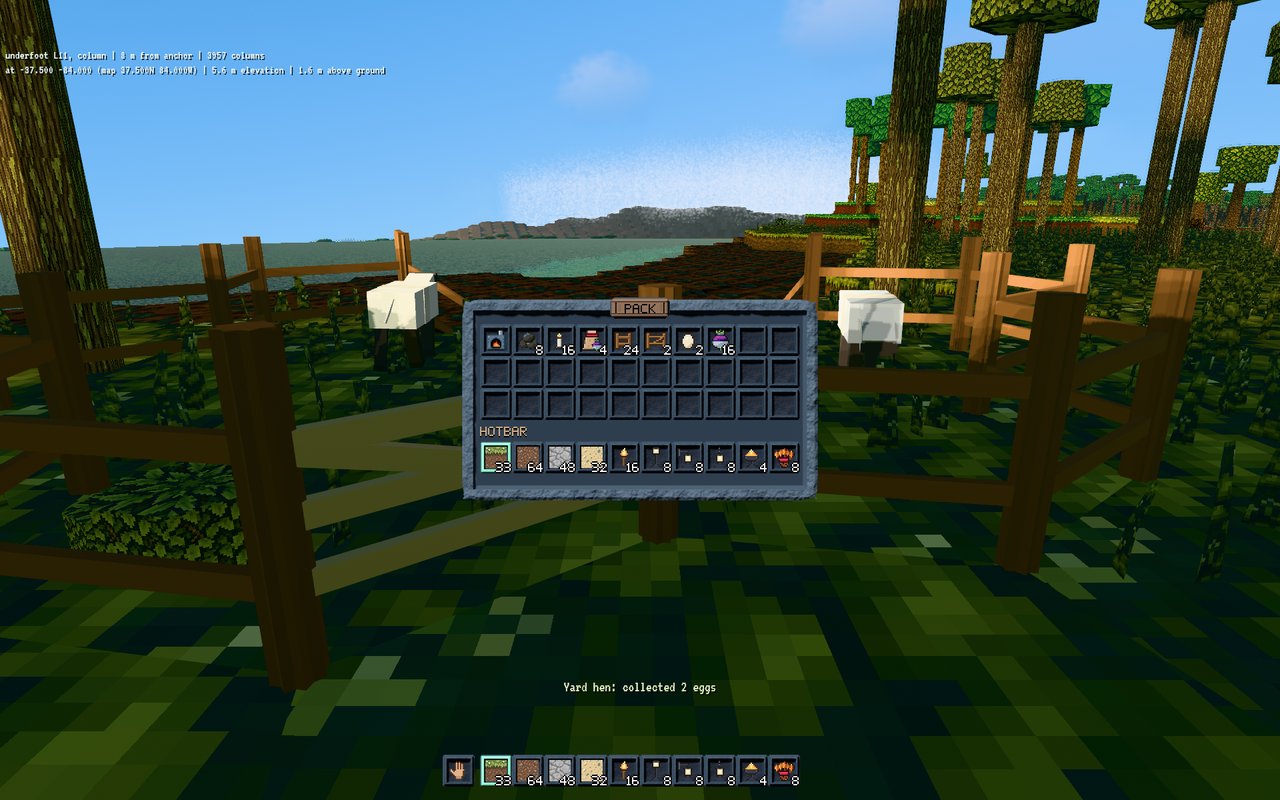 underfoot L11, column | 8 m from anchor | 3957 columns
at -37.500 -84.000 (map 37.500N 84.000W) | 5.6 m elevation | 1.6 m above ground
PACK
8 16 4 24 2 2 16
HOTBAR
33 64 48 32 16 8 8 8 4 8
Yard hen: collected 2 eggs
33 64 48 32 16 8 8 8 4 8